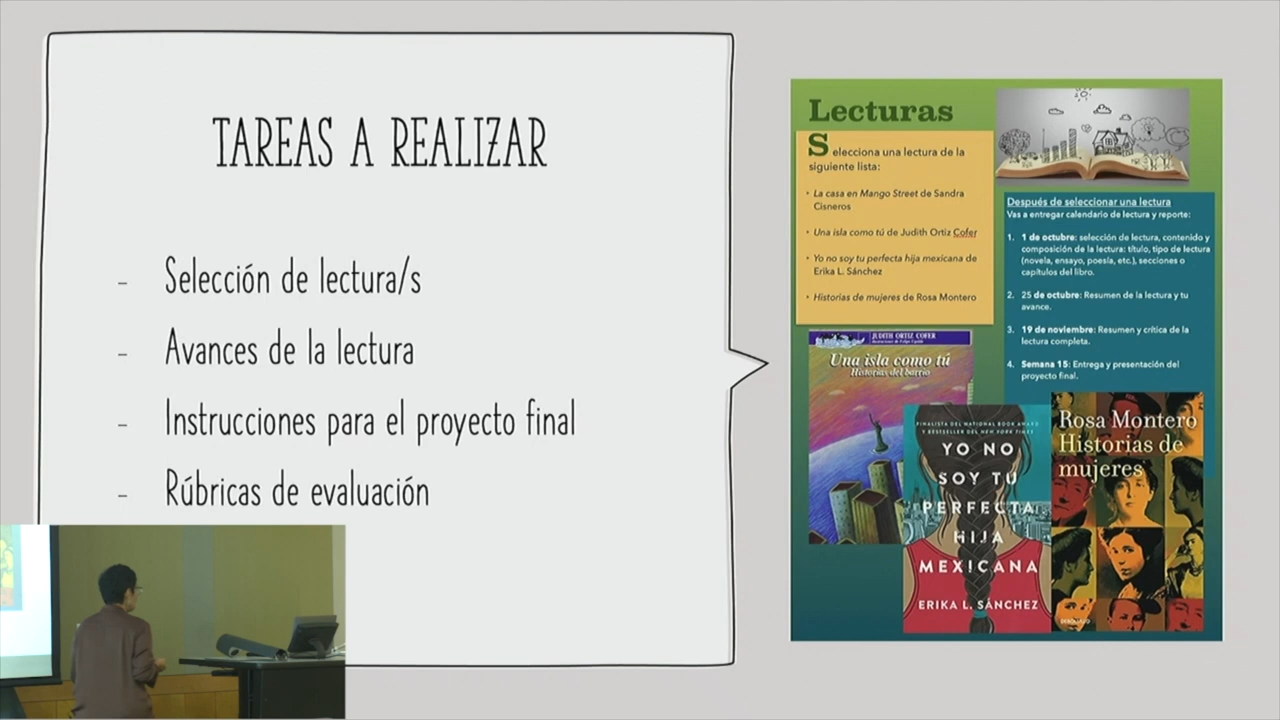 TAREAS A REALIZAR
- Selección de lectura/s
- Avances de la lectura
- Instrucciones para el proyecto final
- Rúbricas de evaluación
Lecturas
Selecciona una lectura de la
siguiente lista:
• La casa en Mango Street de Sandra
Cisneros
• Una isla como tú de Judith Ortiz Cofer
• Yo no soy tu perfecta hija mexicana de
Erika L. Sánchez
• Historias de mujeres de Rosa Montero
Después de seleccionar una lectura
Vas a entregar calendario de lectura y reporte:
1. 1 de octubre: selección de lectura, contenido y
composición de la lectura: título, tipo de lectura
(novela, ensayo, poesía, etc.), secciones o
capítulos del libro.
2. 25 de octubre: Resumen de la lectura y tu
avance.
3. 19 de noviembre: Resumen y crítica de la
lectura completa.
4. Semana 15: Entrega y presentación del
proyecto final.
JUDITH ORTIZ COFER
Una isla como tú
Historias del barrio
FINALISTA DEL NATIONAL BOOK AWARD
Y BESTSELLER DEL NEW YORK TIMES
YO NO
SOY TU
PERFECTA
HIJA
MEXICANA
ERIKA L. SÁNCHEZ
Rosa Montero
Historias de
mujeres